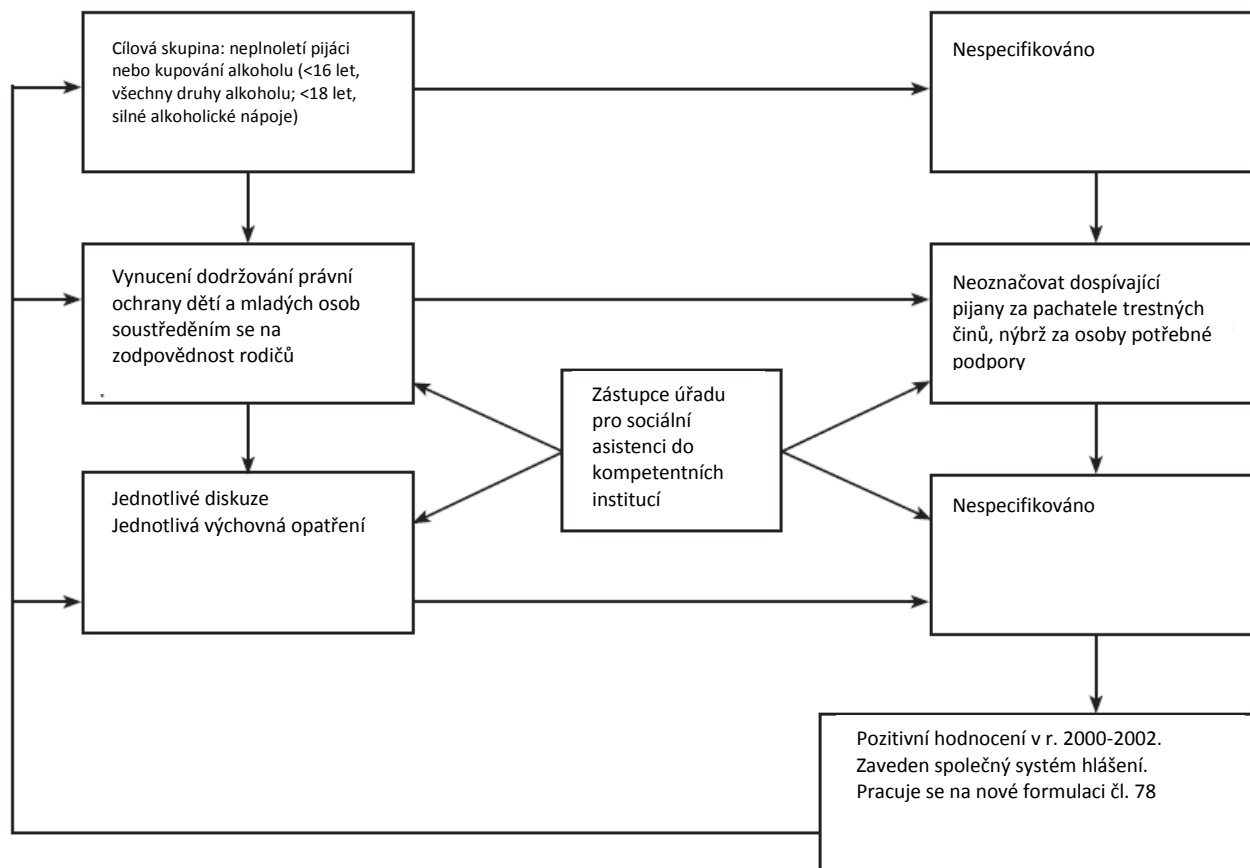 Cílová skupina: neplnoletí pijáci
nebo kupování alkoholu (<16 let,
všechny druhy alkoholu; <18 let,
silné alkoholické nápoje)
Nespecifikováno
Vynucení dodržování právní
ochrany dětí a mladých osob
soustředěním se na
zodpovědnost rodičů
.
Neoznačovat dospívající
pijany za pachatele trestných
činů, nýbrž za osoby potřebné
podpory
Zástupce úřadu
pro sociální
asistenci do
kompetentních
institucí
Jednotlivé diskuze
Jednotlivá výchovná opatření
Nespecifikováno
Pozitivní hodnocení v r. 2000-2002.
Zaveden společný systém hlášení.
Pracuje se na nové formulaci čl. 78